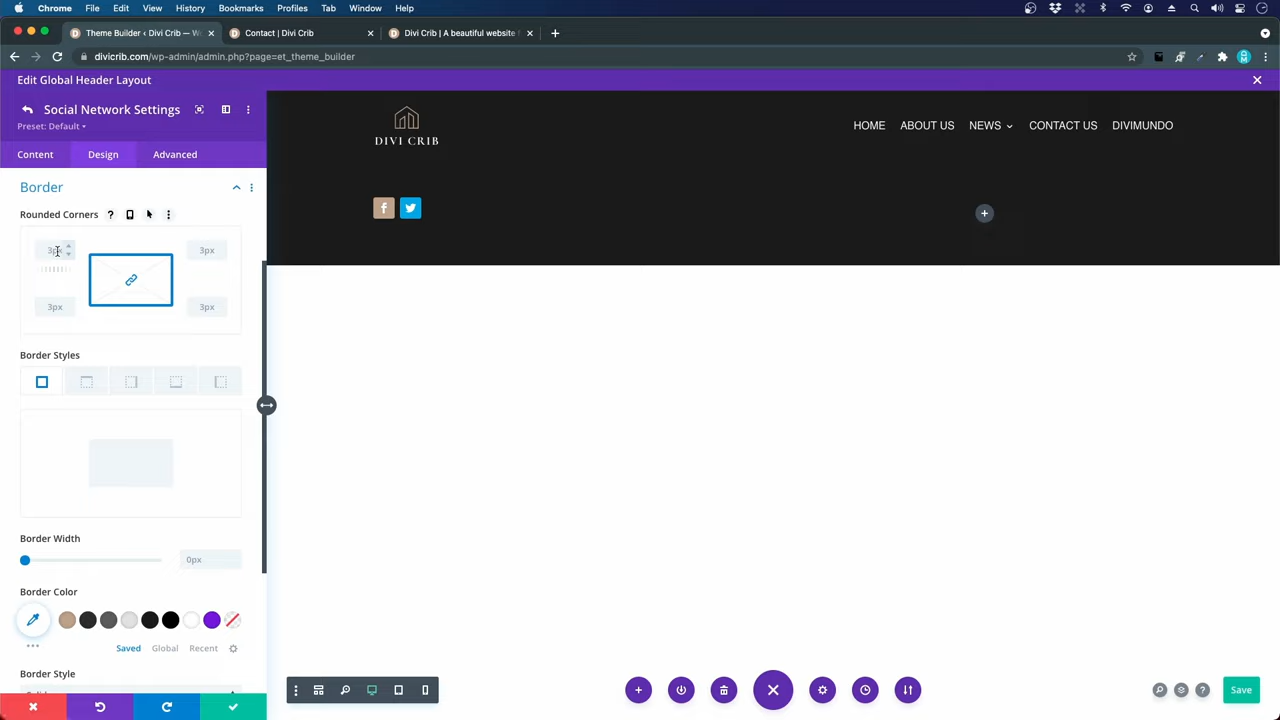 Chrome File Edit View History Bookmarks Profiles Tab Window Help
Theme Builder ‹ Divi Crib — W
Contact | Divi Crib
Divi Crib | A beautiful website
divicrib.com/wp-admin/admin.php?page=et_theme_builder
Edit Global Header Layout
Social Network Settings
Preset: Default
Content Design Advanced
HOME ABOUT US NEWS CONTACT US DIVIMUNDO
DIVI CRIB
Border
Rounded Corners
3px 3px
3px 3px
Border Styles
Border Width
0px
Border Color
Saved Global Recent
Border Style
Save